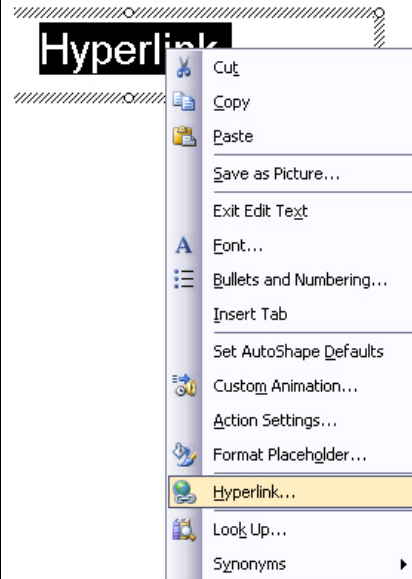 Hyperlink
Cut
Copy
Paste
Save as Picture...
Exit Edit Text
Font...
Bullets and Numbering...
Insert Tab
Set AutoShape Defaults
Custom Animation...
Action Settings...
Format Placeholder...
Hyperlink...
Look Up...
Synonyms